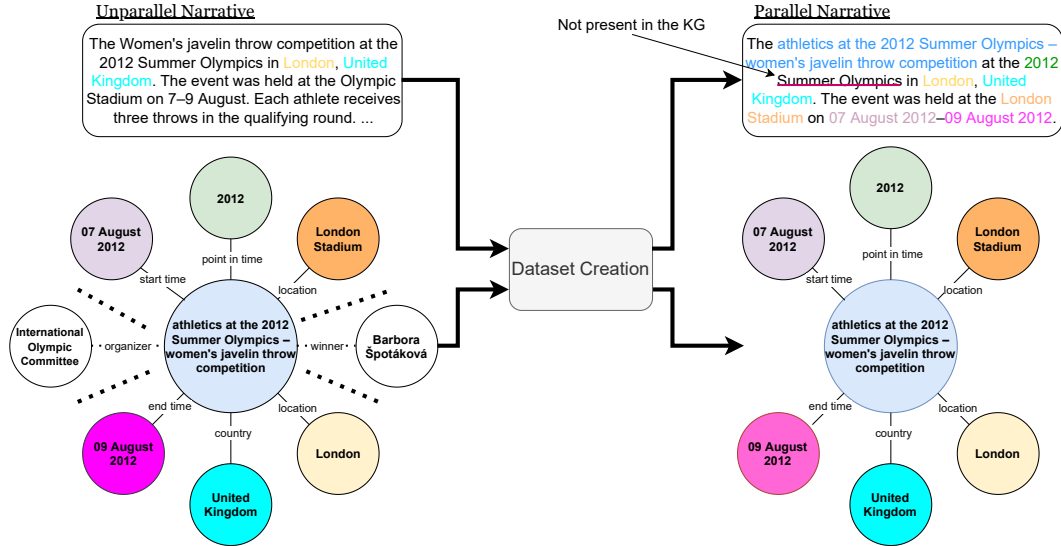 Unparallel Narrative
The Women's javelin throw competition at the
2012 Summer Olympics in London, United
Kingdom. The event was held at the Olympic
Stadium on 7–9 August. Each athlete receives
three throws in the qualifying round. ...
Not present in the KG
Parallel Narrative
The athletics at the 2012 Summer Olympics –
women's javelin throw competition at the 2012
Summer Olympics in London, United
Kingdom. The event was held at the London
Stadium on 07 August 2012–09 August 2012.
Dataset Creation
2012
07 August
2012
London
Stadium
point in time
start time
location
International
Olympic
Committee
organizer
athletics at the 2012
Summer Olympics –
women's javelin throw
competition
winner
Barbora
Špotáková
end time
location
country
09 August
2012
London
United
Kingdom
2012
07 August
2012
London
Stadium
point in time
start time
location
athletics at the 2012
Summer Olympics –
women's javelin throw
competition
end time
location
country
09 August
2012
London
United
Kingdom